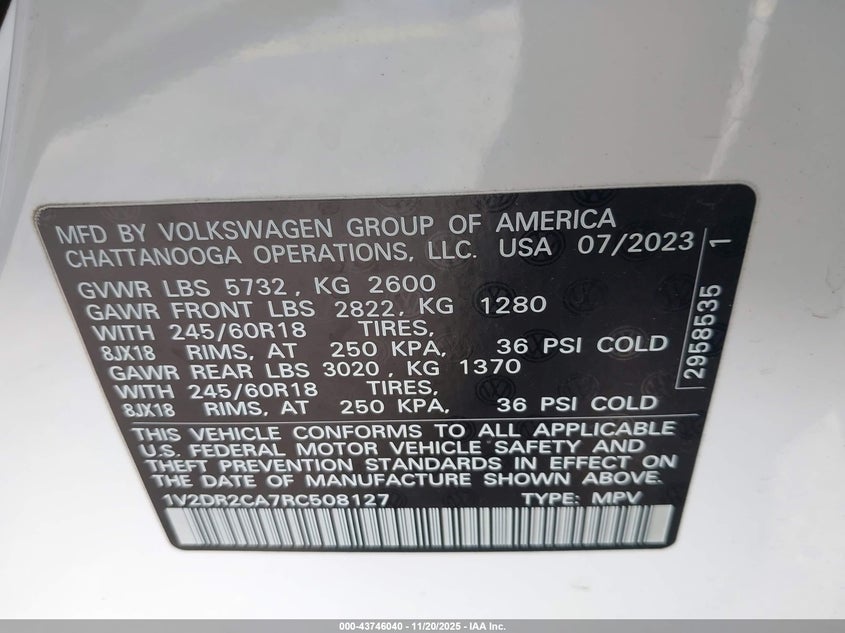 MFD BY VOLKSWAGEN GROUP OF AMERICA
CHATTANOOGA OPERATIONS, LLC. USA 07/2023
GVWR LBS 5732, KG 2600
GAWR FRONT LBS 2822, KG 1280
WITH 245/60R18 TIRES,
8JX18 RIMS, AT 250 KPA, 36 PSI COLD
GAWR REAR LBS 3020, KG 1370
WITH 245/60R18 TIRES,
8JX18 RIMS, AT 250 KPA, 36 PSI COLD
THIS VEHICLE CONFORMS TO ALL APPLICABLE
U.S. FEDERAL MOTOR VEHICLE SAFETY AND
THEFT PREVENTION STANDARDS IN EFFECT ON
THE DATE OF MANUFACTURE SHOWN ABOVE.
1V2DR2CA7RC508127 TYPE: MPV
2958535 1
000-43746040 - 11/20/2025 - IAA Inc.